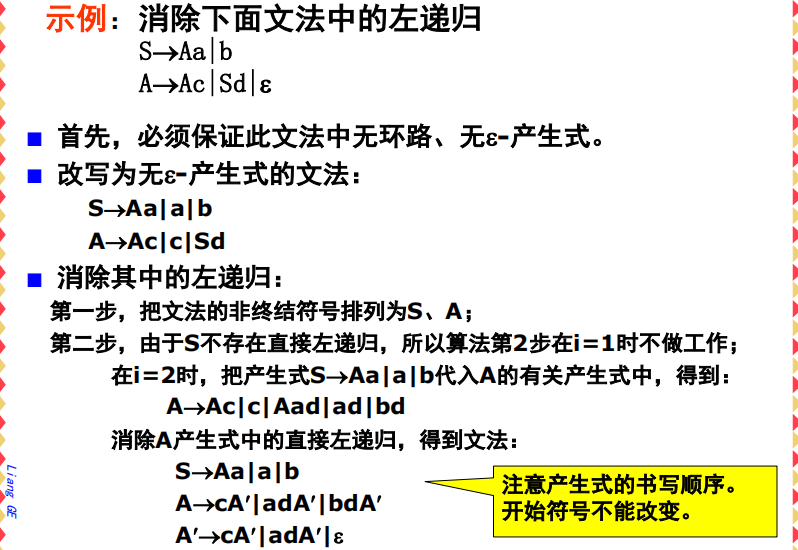 示例：消除下面文法中的左递归
S→Aa|b
A→Ac|Sd|ε
■ 首先，必须保证此文法中无环路、无ε-产生式。
■ 改写为无ε-产生式的文法：
S→Aa|a|b
A→Ac|c|Sd
■ 消除其中的左递归：
第一步，把文法的非终结符号排列为S、A；
第二步，由于S不存在直接左递归，所以算法第2步在i=1时不做工作；
在i=2时，把产生式S→Aa|a|b代入A的有关产生式中，得到：
A→Ac|c|Aad|ad|bd
消除A产生式中的直接左递归，得到文法：
S→Aa|a|b
A→cA′|adA′|bdA′
A′→cA′|adA′|ε
注意产生式的书写顺序。
开始符号不能改变。
Liang GE